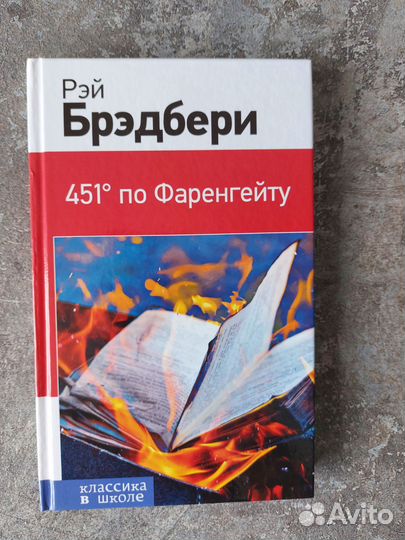 Рэй
Брэдбери
451° по Фаренгейту
классика
в школе
Avito